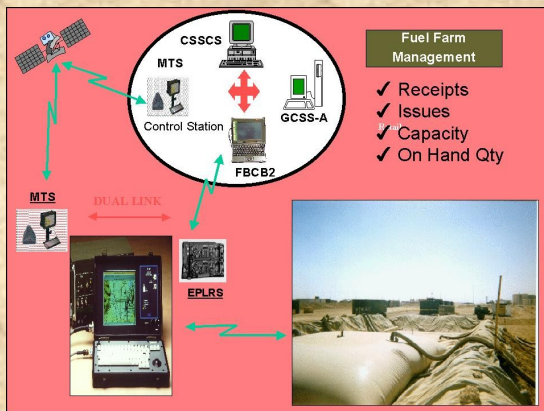 CSSCS
MTS
Control Station
GCSS-A
FBCB2
MTS
DUAL LINK
EPLRS
Fuel Farm
Management
✓ Receipts
✓ Issues
✓ Capacity
✓ On Hand Qty